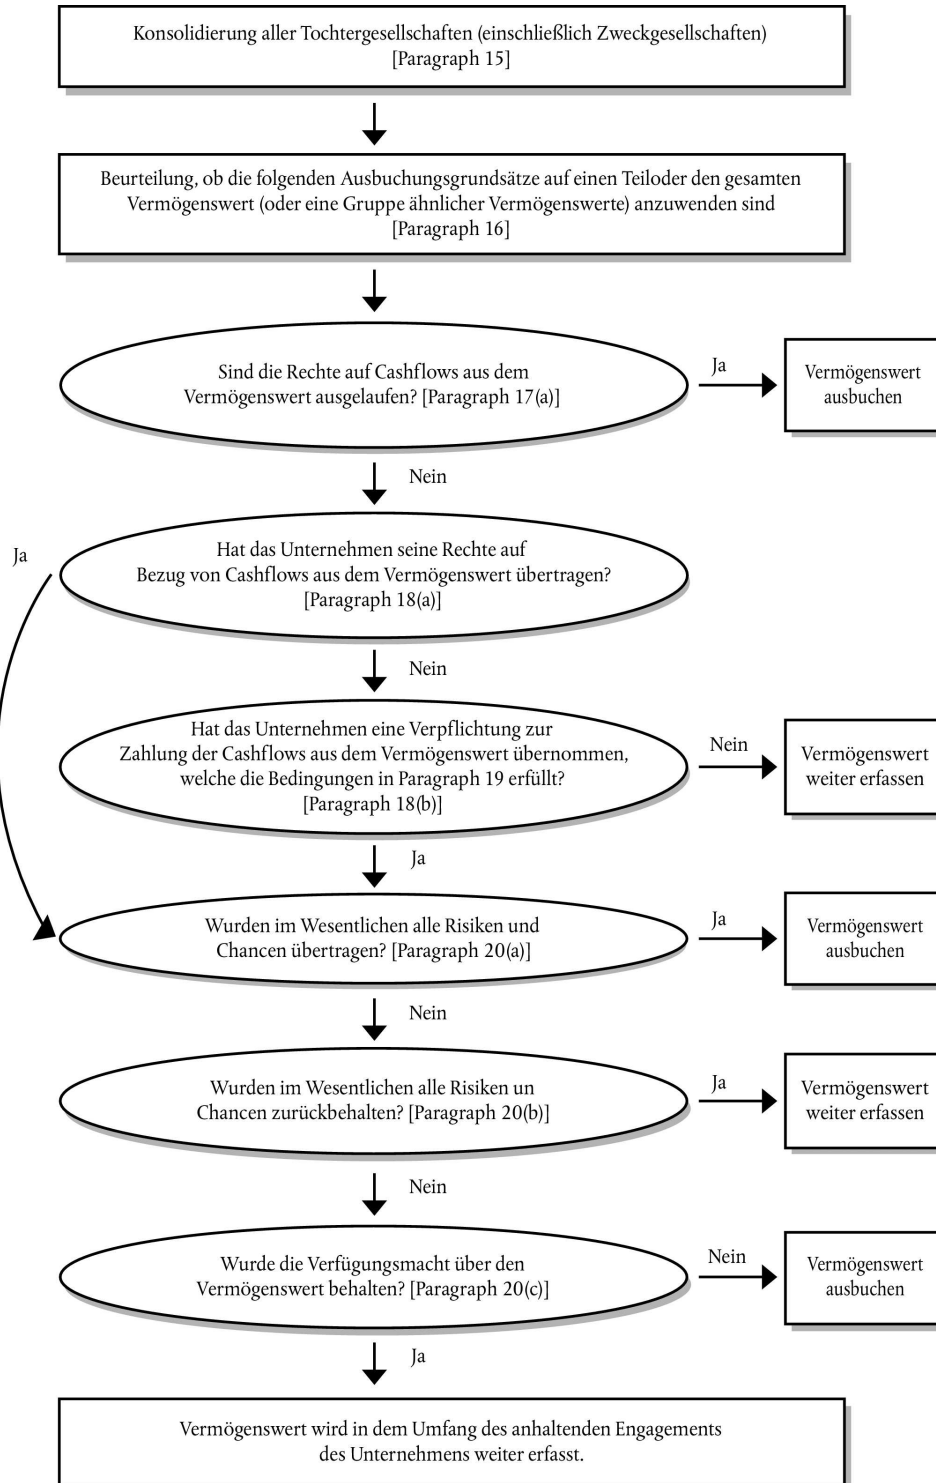 Konsolidierung aller Tochtergesellschaften (einschließlich Zweckgesellschaften)
[Paragraph 15]
Beurteilung, ob die folgenden Ausbuchungsgrundsätze auf einen Teiloder den gesamten
Vermögenswert (oder eine Gruppe ähnlicher Vermögenswerte) anzuwenden sind
[Paragraph 16]
Sind die Rechte auf Cashflows aus dem
Vermögenswert ausgelaufen? [Paragraph 17(a)]
Ja
Vermögenswert
ausbuchen
Nein
Ja
Hat das Unternehmen seine Rechte auf
Bezug von Cashflows aus dem Vermögenswert übertragen?
[Paragraph 18(a)]
Nein
Hat das Unternehmen eine Verpflichtung zur
Zahlung der Cashflows aus dem Vermögenswert übernommen,
welche die Bedingungen in Paragraph 19 erfüllt?
[Paragraph 18(b)]
Nein
Vermögenswert
weiter erfassen
Ja
Wurden im Wesentlichen alle Risiken und
Chancen übertragen? [Paragraph 20(a)]
Ja
Vermögenswert
ausbuchen
Nein
Wurden im Wesentlichen alle Risiken un
Chancen zurückbehalten? [Paragraph 20(b)]
Ja
Vermögenswert
weiter erfassen
Nein
Wurde die Verfügungsmacht über den
Vermögenswert behalten? [Paragraph 20(c)]
Nein
Vermögenswert
ausbuchen
Ja
Vermögenswert wird in dem Umfang des anhaltenden Engagements
des Unternehmens weiter erfasst.